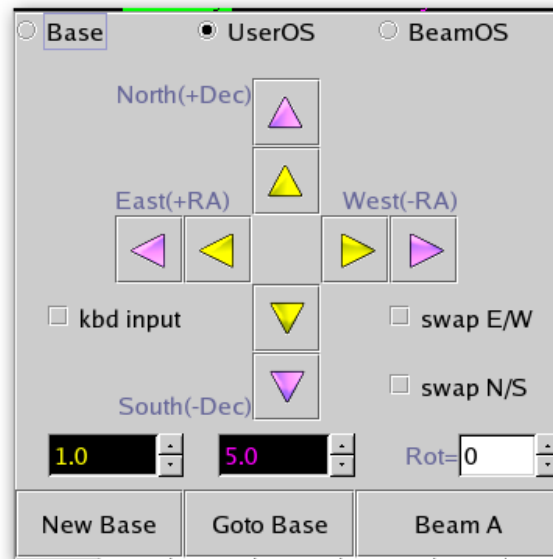 Base UserOS BeamOS
North(+Dec)
East(+RA) West(-RA)
kbd input swap E/W
swap N/S
South(-Dec)
1.0 5.0 Rot=0
New Base Goto Base Beam A